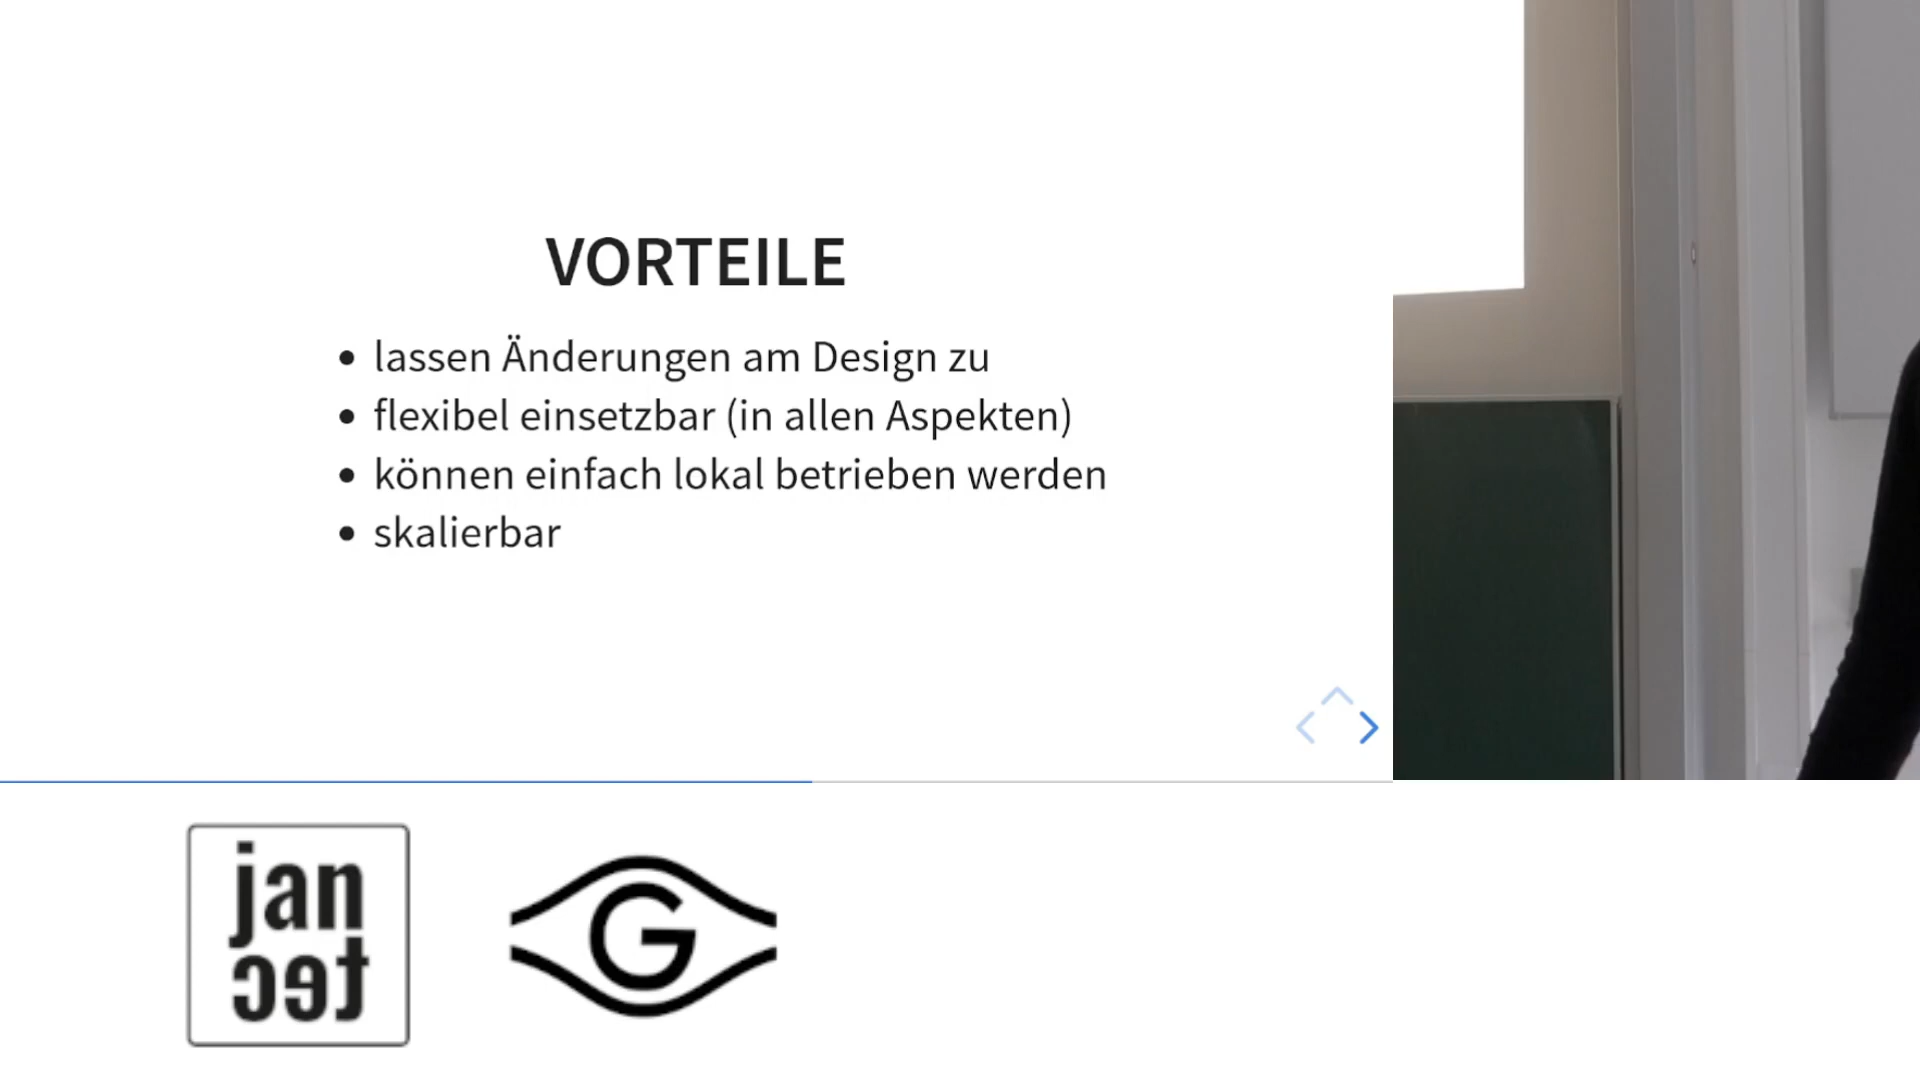 VORTEILE
lassen Änderungen am Design zu
flexibel einsetzbar (in allen Aspekten)
können einfach lokal betrieben werden
skalierbar
jan
tec
G